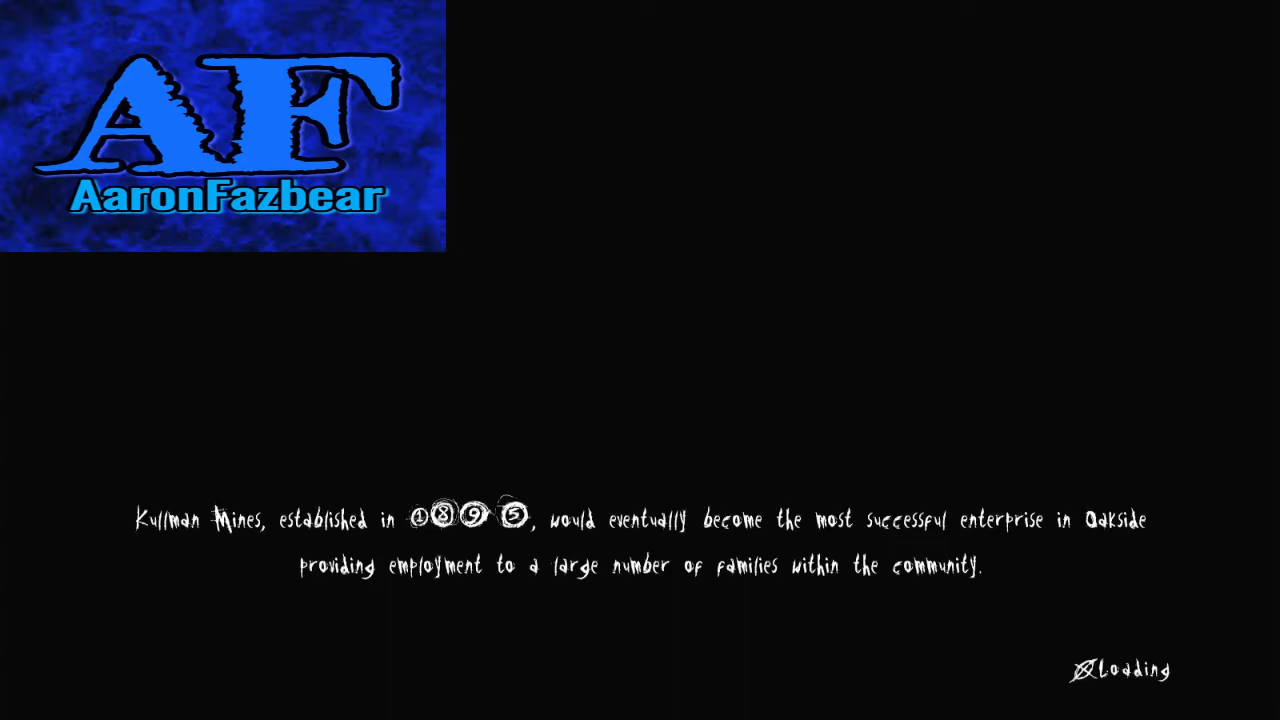 AF
AaronFazbear
Kullman Mines, established in 1895, would eventually become the most successful enterprise in Oakside
providing employment to a large number of families within the community.
Loading